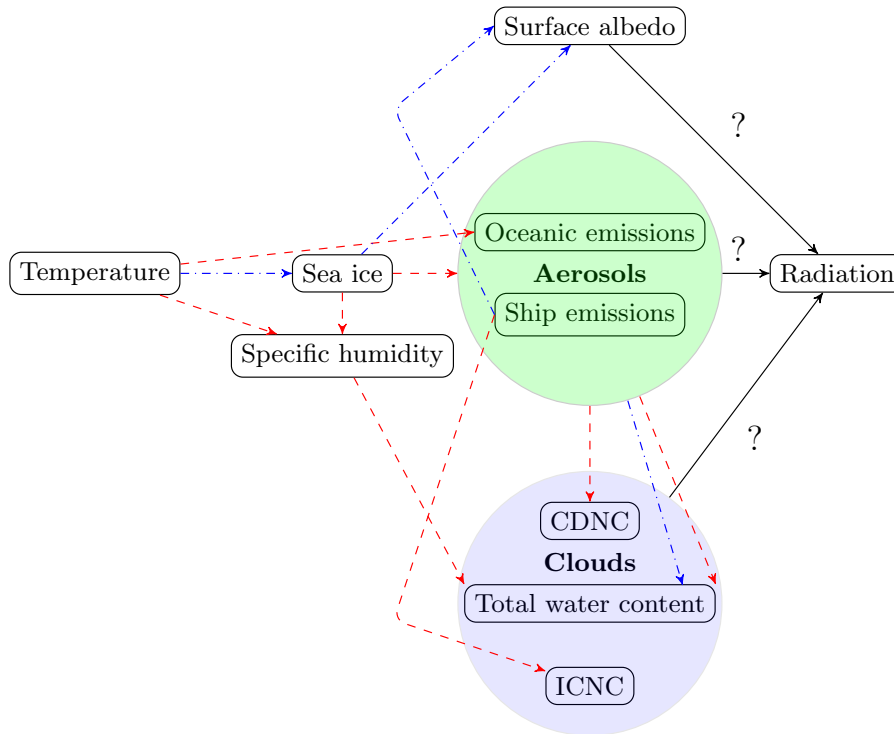 Surface albedo
?
Oceanic emissions
?
Temperature
Sea ice
Aerosols
Radiation
Ship emissions
Specific humidity
?
CDNC
Clouds
Total water content
ICNC